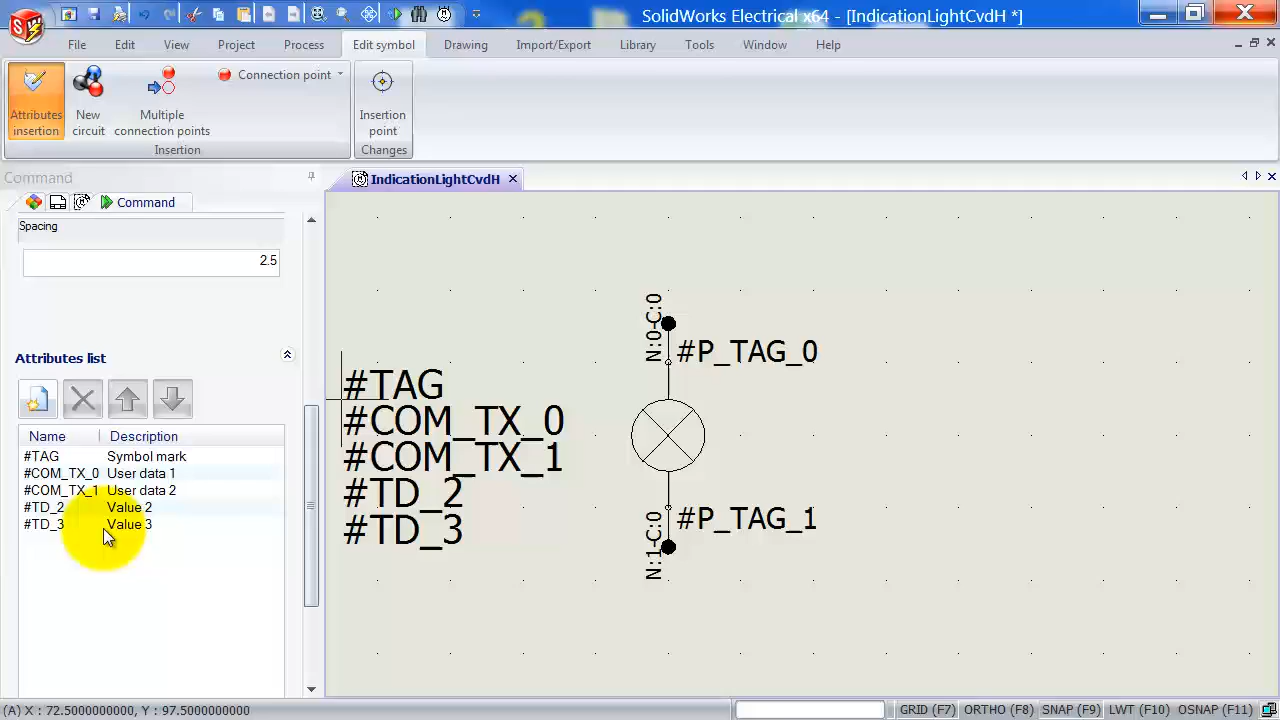 SolidWorks Electrical x64 - [IndicationLightCvdH *]
File Edit View Project Process Edit symbol Drawing Import/Export Library Tools Window Help
Attributes insertion
New circuit
Multiple connection points
Connection point
Insertion point
Insertion
Changes
Command
IndicationLightCvdH
Command
Spacing
2.5
Attributes list
Name Description
#TAG Symbol mark
#COM_TX_0 User data 1
#COM_TX_1 User data 2
#TD_2 Value 2
#TD_3 Value 3
#TAG
#COM_TX_0
#COM_TX_1
#TD_2
#TD_3
N:0-C:0
#P_TAG_0
#P_TAG_1
N:1-C:0
(A) X : 72.5000000000, Y : 97.5000000000
GRID (F7) ORTHO (F8) SNAP (F9) LWT (F10) OSNAP (F11)